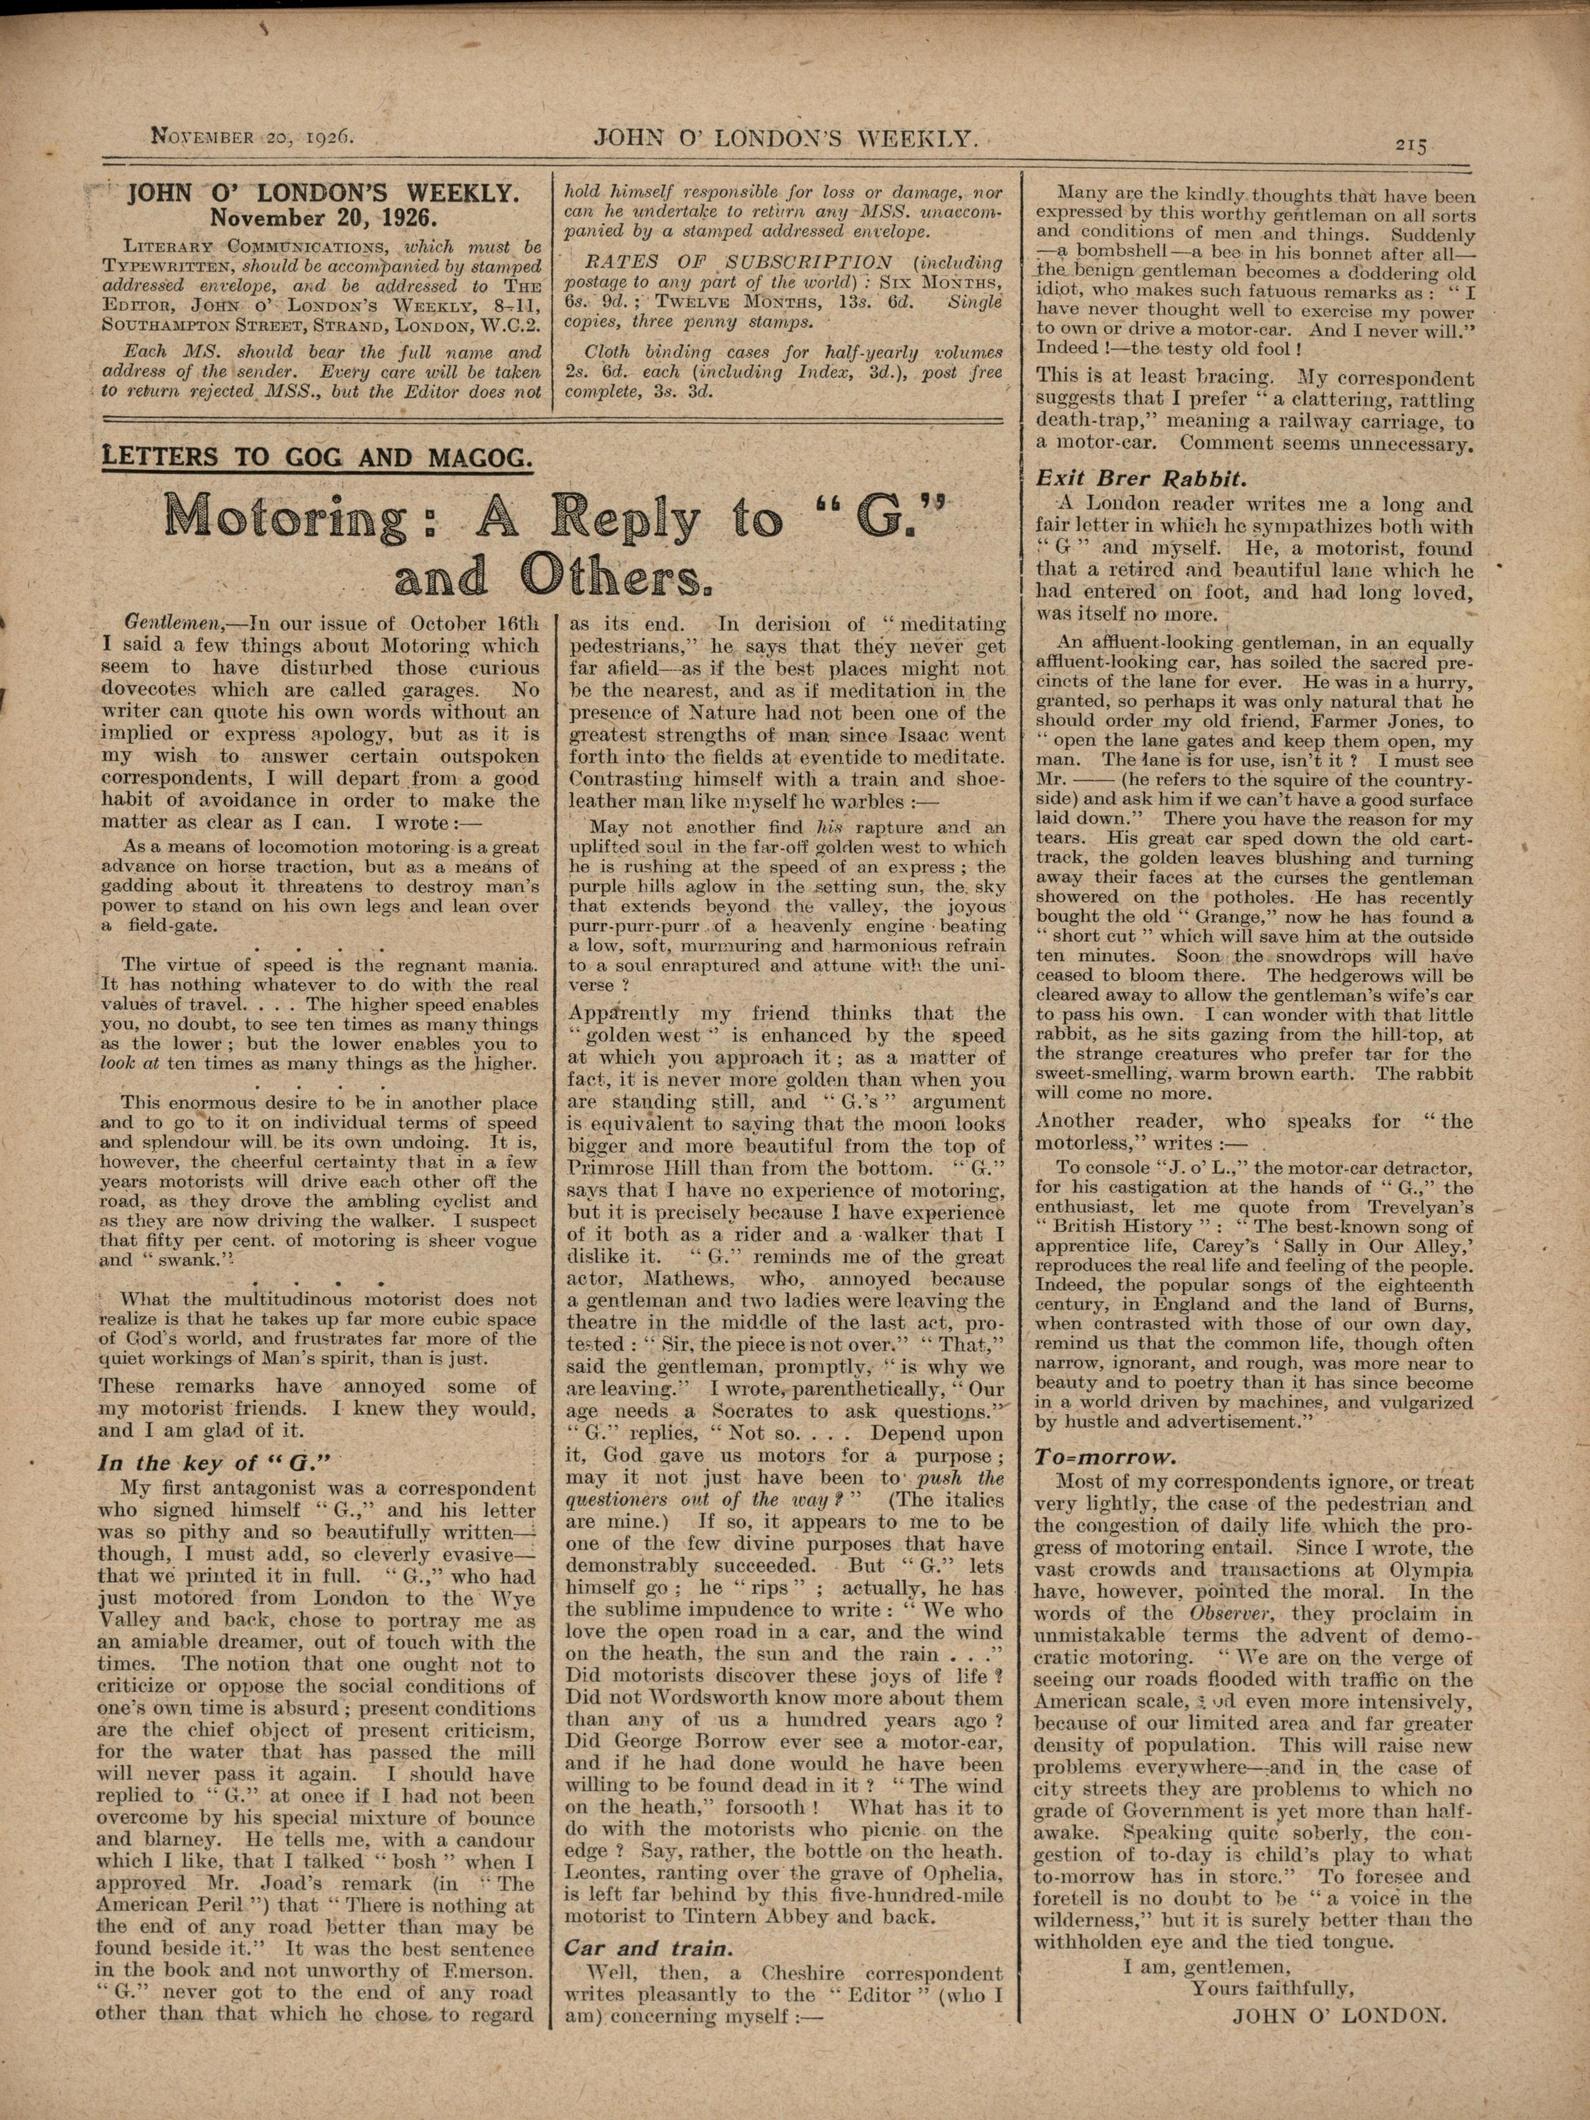 NOVEMBER 20, 1926.
JOHN O' LONDON'S WEEKLY.
215
JOHN O' LONDON'S WEEKLY.
November 20, 1926.
LITERARY COMMUNICATIONS, which must be
TYPEWRITTEN, should be accompanied by stamped
addressed envelope, and be addressed to THE
EDITOR, JOHN O' LONDON'S WEEKLY, 8-11,
SOUTHAMPTON STREET, STRAND, LONDON, W.C.2.
Each MS. should bear the full name and
address of the sender. Every care will be taken
to return rejected MSS., but the Editor does not
hold himself responsible for loss or damage, nor
can he undertake to return any MSS. unaccom-
panied by a stamped addressed envelope.
RATES OF SUBSCRIPTION (including
postage to any part of the world) : SIX MONTHS,
6s. 9d. ; TWELVE MONTHS, 13s. 6d. Single
copies, three penny stamps.
Cloth binding cases for half-yearly volumes
2s. 6d. each (including Index, 3d.), post free
complete, 3s. 3d.
LETTERS TO GOG AND MAGOG.
Motoring : A Reply to “ G.”
and Others.
Gentlemen,—In our issue of October 16th
I said a few things about Motoring which
seem to have disturbed those curious
dovecotes which are called garages. No
writer can quote his own words without an
implied or express apology, but as it is
my wish to answer certain outspoken
correspondents, I will depart from a good
habit of avoidance in order to make the
matter as clear as I can. I wrote :—
As a means of locomotion motoring is a great
advance on horse traction, but as a means of
gadding about it threatens to destroy man's
power to stand on his own legs and lean over
a field-gate.
. . . .
The virtue of speed is the regnant mania.
It has nothing whatever to do with the real
values of travel. . . . The higher speed enables
you, no doubt, to see ten times as many things
as the lower ; but the lower enables you to
look at ten times as many things as the higher.
. . . .
This enormous desire to be in another place
and to go to it on individual terms of speed
and splendour will be its own undoing. It is,
however, the cheerful certainty that in a few
years motorists will drive each other off the
road, as they drove the ambling cyclist and
as they are now driving the walker. I suspect
that fifty per cent. of motoring is sheer vogue
and “ swank.”
. . . .
What the multitudinous motorist does not
realize is that he takes up far more cubic space
of God's world, and frustrates far more of the
quiet workings of Man's spirit, than is just.
These remarks have annoyed some of
my motorist friends. I knew they would,
and I am glad of it.
In the key of “ G.”
My first antagonist was a correspondent
who signed himself “ G.,” and his letter
was so pithy and so beautifully written—
though, I must add, so cleverly evasive—
that we printed it in full. “ G.,” who had
just motored from London to the Wye
Valley and back, chose to portray me as
an amiable dreamer, out of touch with the
times. The notion that one ought not to
criticize or oppose the social conditions of
one's own time is absurd ; present conditions
are the chief object of present criticism,
for the water that has passed the mill
will never pass it again. I should have
replied to “ G.” at once if I had not been
overcome by his special mixture of bounce
and blarney. He tells me, with a candour
which I like, that I talked “ bosh ” when I
approved Mr. Joad's remark (in “ The
American Peril ”) that “ There is nothing at
the end of any road better than may be
found beside it.” It was the best sentence
in the book and not unworthy of Emerson.
“ G.” never got to the end of any road
other than that which he chose to regard
as its end. In derision of “ meditating
pedestrians,” he says that they never get
far afield—as if the best places might not
be the nearest, and as if meditation in the
presence of Nature had not been one of the
greatest strengths of man since Isaac went
forth into the fields at eventide to meditate.
Contrasting himself with a train and shoe-
leather man like myself he warbles :—
May not another find his rapture and an
uplifted soul in the far-off golden west to which
he is rushing at the speed of an express ; the
purple hills aglow in the setting sun, the sky
that extends beyond the valley, the joyous
purr-purr-purr of a heavenly engine beating
a low, soft, murmuring and harmonious refrain
to a soul enraptured and attune with the uni-
verse ?
Apparently my friend thinks that the
“ golden west ” is enhanced by the speed
at which you approach it ; as a matter of
fact, it is never more golden than when you
are standing still, and “ G.'s ” argument
is equivalent to saying that the moon looks
bigger and more beautiful from the top of
Primrose Hill than from the bottom. “ G.”
says that I have no experience of motoring,
but it is precisely because I have experience
of it both as a rider and a walker that I
dislike it. “ G.” reminds me of the great
actor, Mathews, who, annoyed because
a gentleman and two ladies were leaving the
theatre in the middle of the last act, pro-
tested : “ Sir, the piece is not over.” “ That,”
said the gentleman, promptly, “ is why we
are leaving.” I wrote, parenthetically, “ Our
age needs a Socrates to ask questions.”
“ G.” replies, “ Not so. . . . Depend upon
it, God gave us motors for a purpose ;
may it not just have been to push the
questioners out of the way ? ” (The italics
are mine.) If so, it appears to me to be
one of the few divine purposes that have
demonstrably succeeded. But “ G.” lets
himself go ; he “ rips ” ; actually, he has
the sublime impudence to write : “ We who
love the open road in a car, and the wind
on the heath, the sun and the rain . . .”
Did motorists discover these joys of life ?
Did not Wordsworth know more about them
than any of us a hundred years ago ?
Did George Borrow ever see a motor-car,
and if he had done would he have been
willing to be found dead in it ? “ The wind
on the heath,” forsooth ! What has it to
do with the motorists who picnic on the
edge ? Say, rather, the bottle on the heath.
Leontes, ranting over the grave of Ophelia,
is left far behind by this five-hundred-mile
motorist to Tintern Abbey and back.
Car and train.
Well, then, a Cheshire correspondent
writes pleasantly to the “ Editor ” (who I
am) concerning myself :—
Many are the kindly thoughts that have been
expressed by this worthy gentleman on all sorts
and conditions of men and things. Suddenly
—a bombshell—a bee in his bonnet after all—
the benign gentleman becomes a doddering old
idiot, who makes such fatuous remarks as : “ I
have never thought well to exercise my power
to own or drive a motor-car. And I never will.”
Indeed !—the testy old fool !
This is at least bracing. My correspondent
suggests that I prefer “ a clattering, rattling
death-trap,” meaning a railway carriage, to
a motor-car. Comment seems unnecessary.
Exit Brer Rabbit.
A London reader writes me a long and
fair letter in which he sympathizes both with
“ G ” and myself. He, a motorist, found
that a retired and beautiful lane which he
had entered on foot, and had long loved,
was itself no more.
An affluent-looking gentleman, in an equally
affluent-looking car, has soiled the sacred pre-
cincts of the lane for ever. He was in a hurry,
granted, so perhaps it was only natural that he
should order my old friend, Farmer Jones, to
“ open the lane gates and keep them open, my
man. The lane is for use, isn't it ? I must see
Mr. —— (he refers to the squire of the country-
side) and ask him if we can't have a good surface
laid down.” There you have the reason for my
tears. His great car sped down the old cart-
track, the golden leaves blushing and turning
away their faces at the curses the gentleman
showered on the potholes. He has recently
bought the old “ Grange,” now he has found a
“ short cut ” which will save him at the outside
ten minutes. Soon the snowdrops will have
ceased to bloom there. The hedgerows will be
cleared away to allow the gentleman's wife's car
to pass his own. I can wonder with that little
rabbit, as he sits gazing from the hill-top, at
the strange creatures who prefer tar for the
sweet-smelling, warm brown earth. The rabbit
will come no more.
Another reader, who speaks for “ the
motorless,” writes :—
To console “J. o' L.,” the motor-car detractor,
for his castigation at the hands of “ G.,” the
enthusiast, let me quote from Trevelyan's
“ British History ” : “ The best-known song of
apprentice life, Carey's ‘ Sally in Our Alley,’
reproduces the real life and feeling of the people.
Indeed, the popular songs of the eighteenth
century, in England and the land of Burns,
when contrasted with those of our own day,
remind us that the common life, though often
narrow, ignorant, and rough, was more near to
beauty and to poetry than it has since become
in a world driven by machines, and vulgarized
by hustle and advertisement.”
To-morrow.
Most of my correspondents ignore, or treat
very lightly, the case of the pedestrian and
the congestion of daily life which the pro-
gress of motoring entail. Since I wrote, the
vast crowds and transactions at Olympia
have, however, pointed the moral. In the
words of the Observer, they proclaim in
unmistakable terms the advent of demo-
cratic motoring. “ We are on the verge of
seeing our roads flooded with traffic on the
American scale, and even more intensively,
because of our limited area and far greater
density of population. This will raise new
problems everywhere—and in the case of
city streets they are problems to which no
grade of Government is yet more than half-
awake. Speaking quite soberly, the con-
gestion of to-day is child's play to what
to-morrow has in store.” To foresee and
foretell is no doubt to be “ a voice in the
wilderness,” but it is surely better than the
withholden eye and the tied tongue.
I am, gentlemen,
Yours faithfully,
JOHN O' LONDON.